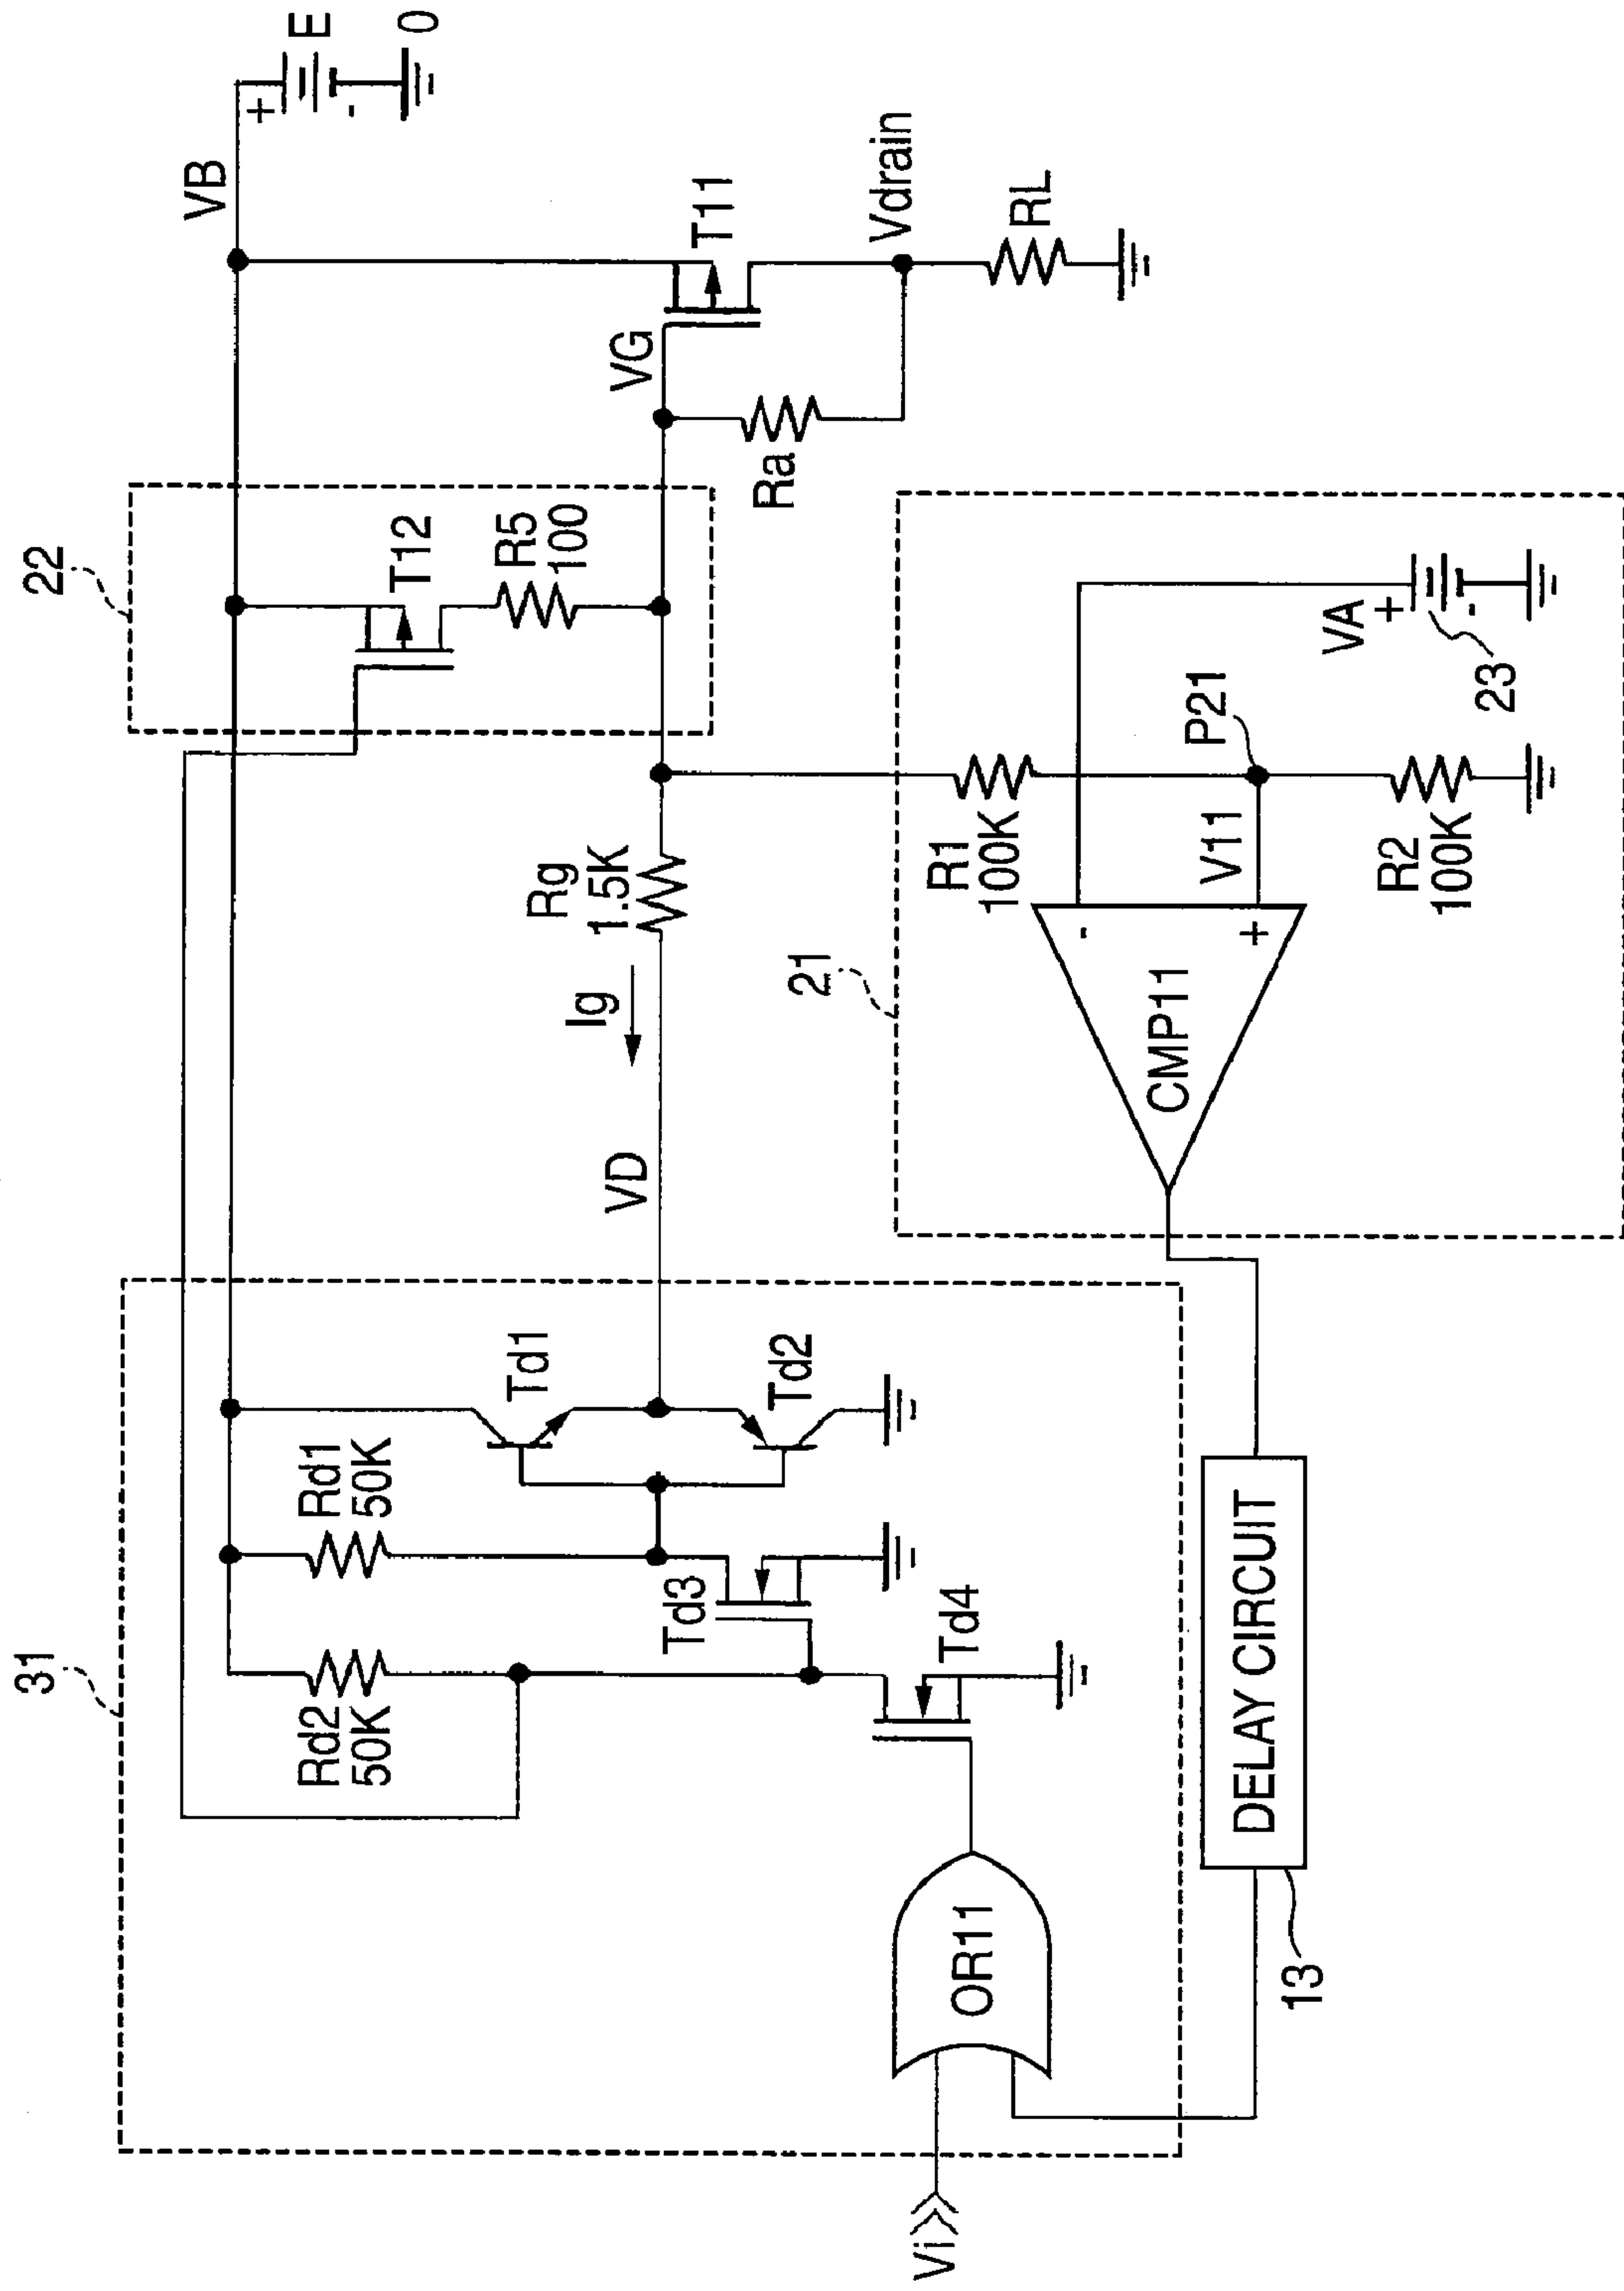 VB
E
+
-
0
22
T12
R5
100
T11
VG
Vdrain
Ra
RL
31
Rd2
50K
Rd1
50K
Td1
Td2
Td3
Td4
VD
Ig
Rg
1.5K
21
R1
100K
VA
+
-
23
P21
V11
-
+
CMP11
R2
100K
OR11
Vi
DELAY CIRCUIT
13